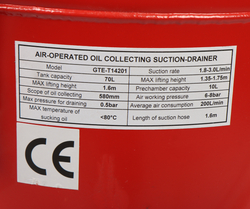 AIR-OPERATED OIL COLLECTING SUCTION-DRAINER
Model GTE-T14201 Suction rate 1.8-3.0L/min
Tank capacity 70L MAX lifting height 1.35-1.75m
MAX lifting height 1.6m Prechamber capacity 10L
Scope of oil collecting 580mm Air working pressure 6-8bar
Max pressure for draining 0.5bar Average air consumption 200L/min
MAX temperature of sucking oil <80°C Length of suction hose 1.6m
CE